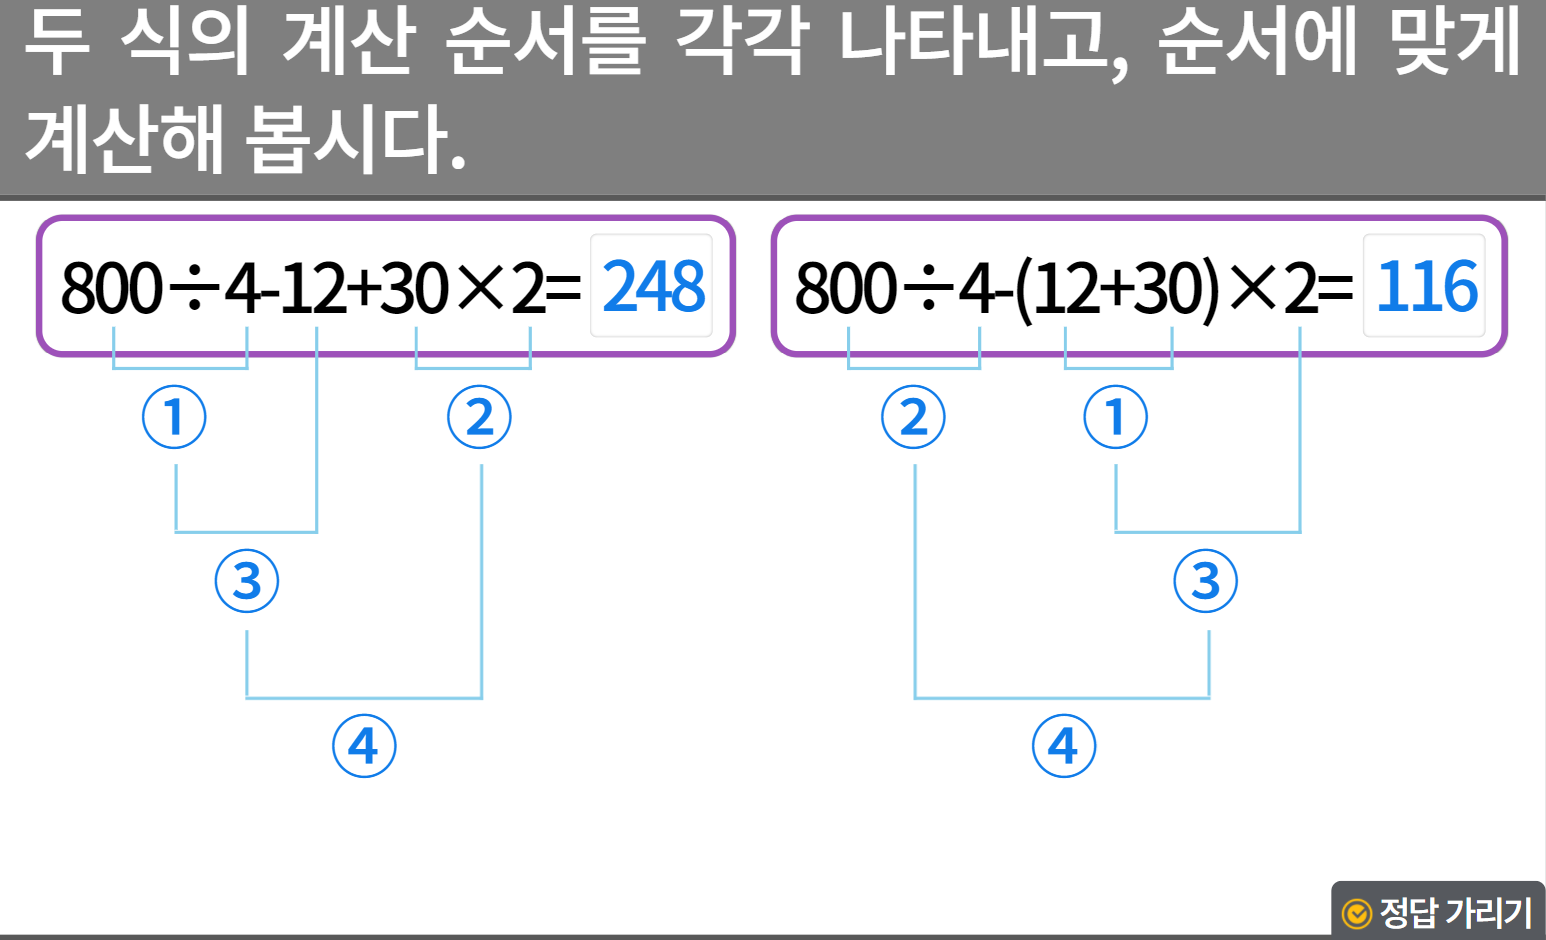 두 식의 계산 순서를 각각 나타내고, 순서에 맞게
계산해 봅시다.
800÷4-12+30×2= 248
800÷4-(12+30)×2= 116
① ②
③
④
② ①
③
④
정답 가리기